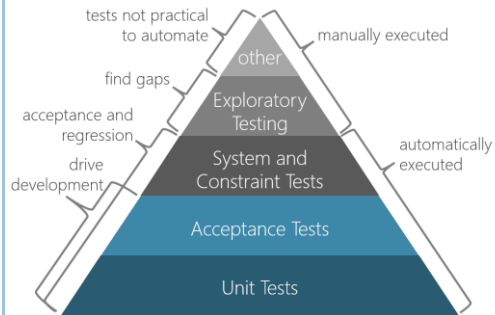 tests not practical
to automate
manually executed
other
find gaps
Exploratory
Testing
acceptance and
regression
automatically
executed
System and
Constraint Tests
drive
development
Acceptance Tests
Unit Tests